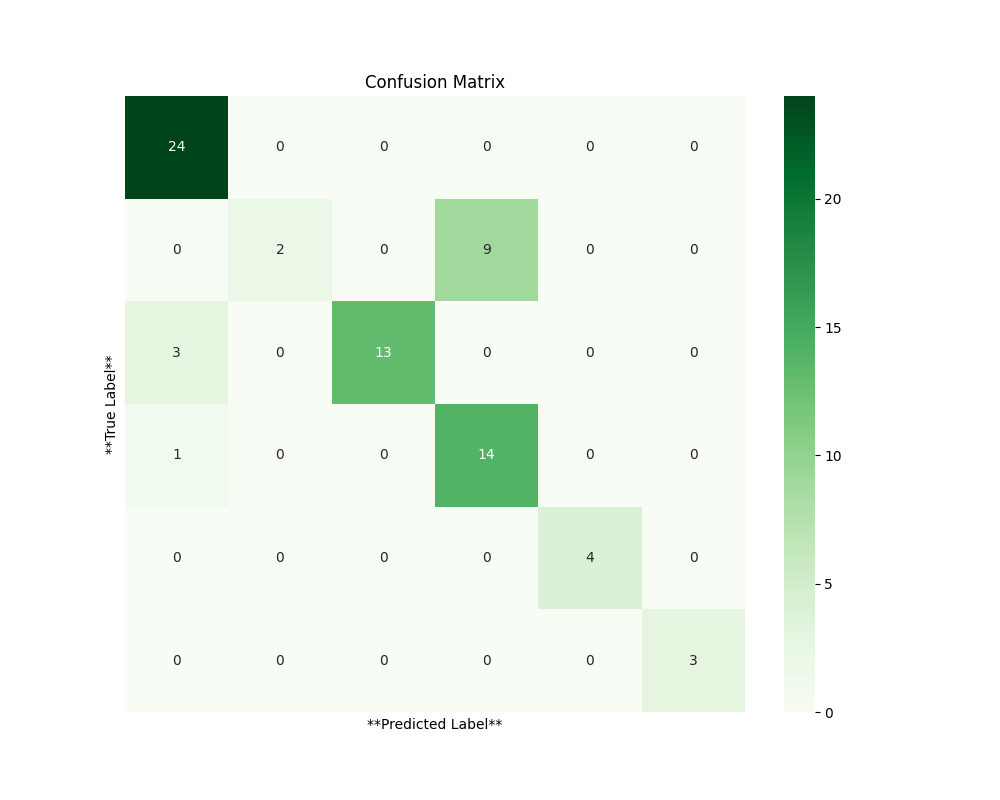 Confusion Matrix
24 0 0 0 0 0
0 2 0 9 0 0
3 0 13 0 0 0
1 0 0 14 0 0
0 0 0 0 4 0
0 0 0 0 0 3
**True Label**
**Predicted Label**
20
15
10
5
0